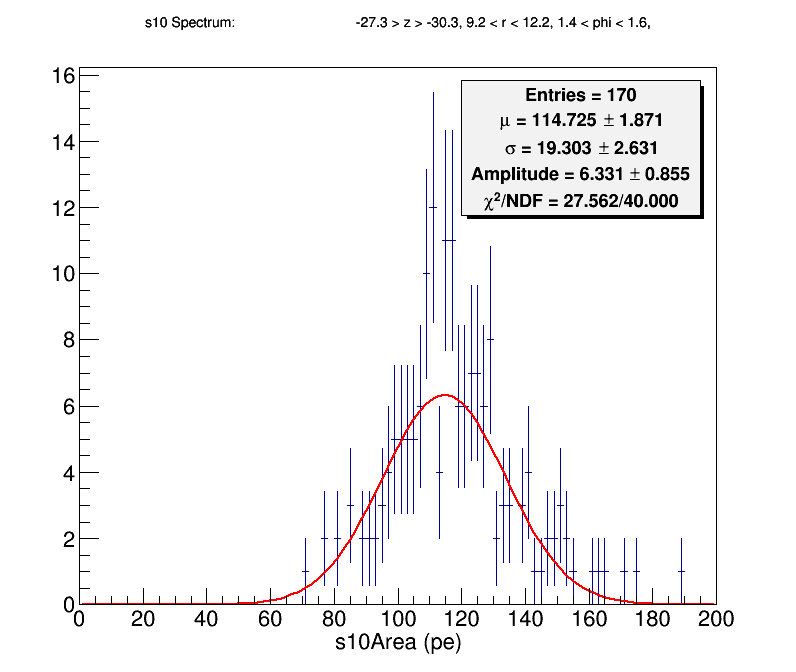 s10 Spectrum: -27.3 > z > -30.3, 9.2 < r < 12.2, 1.4 < phi < 1.6,
Entries = 170
μ = 114.725 ± 1.871
σ = 19.303 ± 2.631
Amplitude = 6.331 ± 0.855
χ²/NDF = 27.562/40.000
16
14
12
10
8
6
4
2
0
0 20 40 60 80 100 120 140 160 180 200
s10Area (pe)